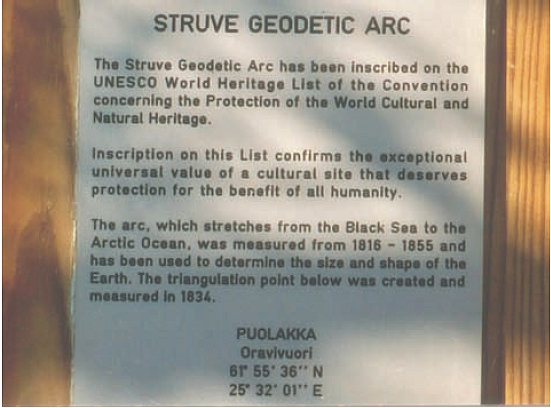 STRUVE GEODETIC ARC
The Struve Geodetic Arc has been inscribed on the
UNESCO World Heritage List of the Convention
concerning the Protection of the World Cultural and
Natural Heritage.
Inscription on this List confirms the exceptional
universal value of a cultural site that deserves
protection for the benefit of all humanity.
The arc, which stretches from the Black Sea to the
Arctic Ocean, was measured from 1816 - 1855 and
has been used to determine the size and shape of the
Earth. The triangulation point below was created and
measured in 1834.
PUOLAKKA
Oravivuori
61° 55' 36'' N
25° 32' 01'' E